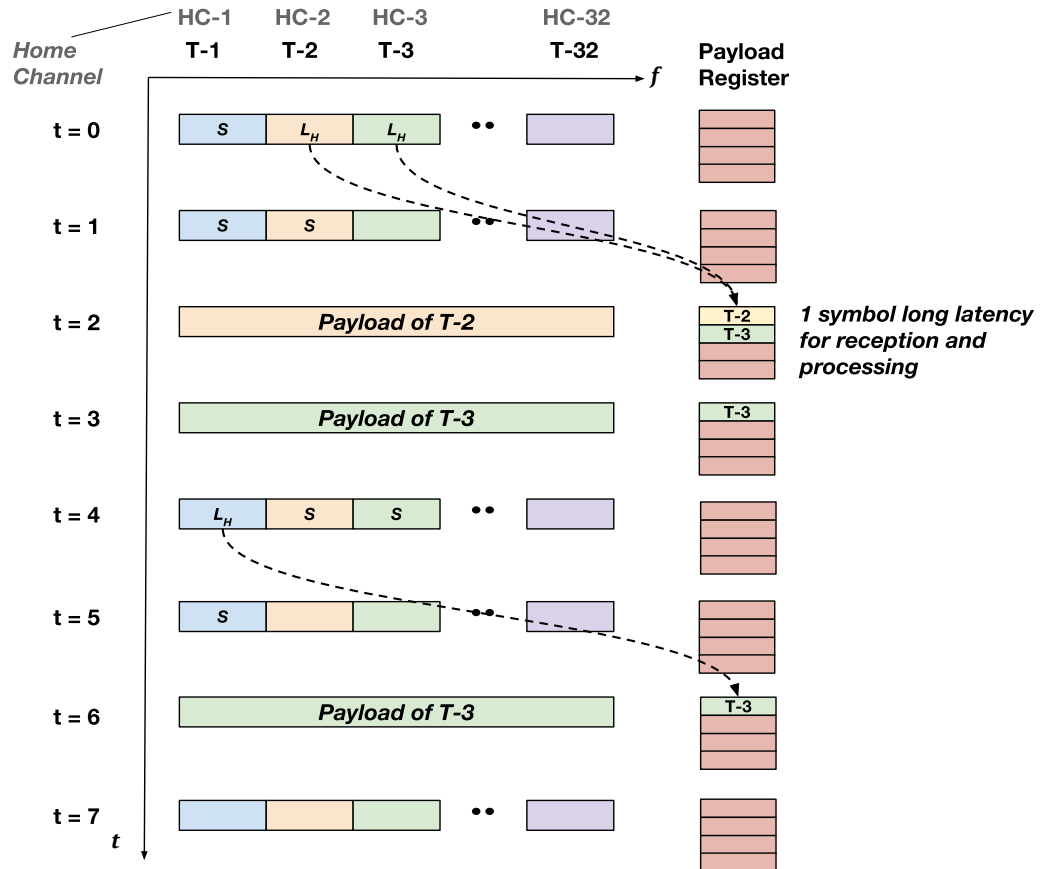 HC-1 HC-2 HC-3 HC-32
Home
Channel
T-1 T-2 T-3 T-32
Payload
Register
f
t = 0 S L_H L_H
t = 1 S S
t = 2 Payload of T-2 T-2
T-3
1 symbol long latency
for reception and
processing
t = 3 Payload of T-3 T-3
t = 4 L_H S S
t = 5 S
t = 6 Payload of T-3 T-3
t = 7
t